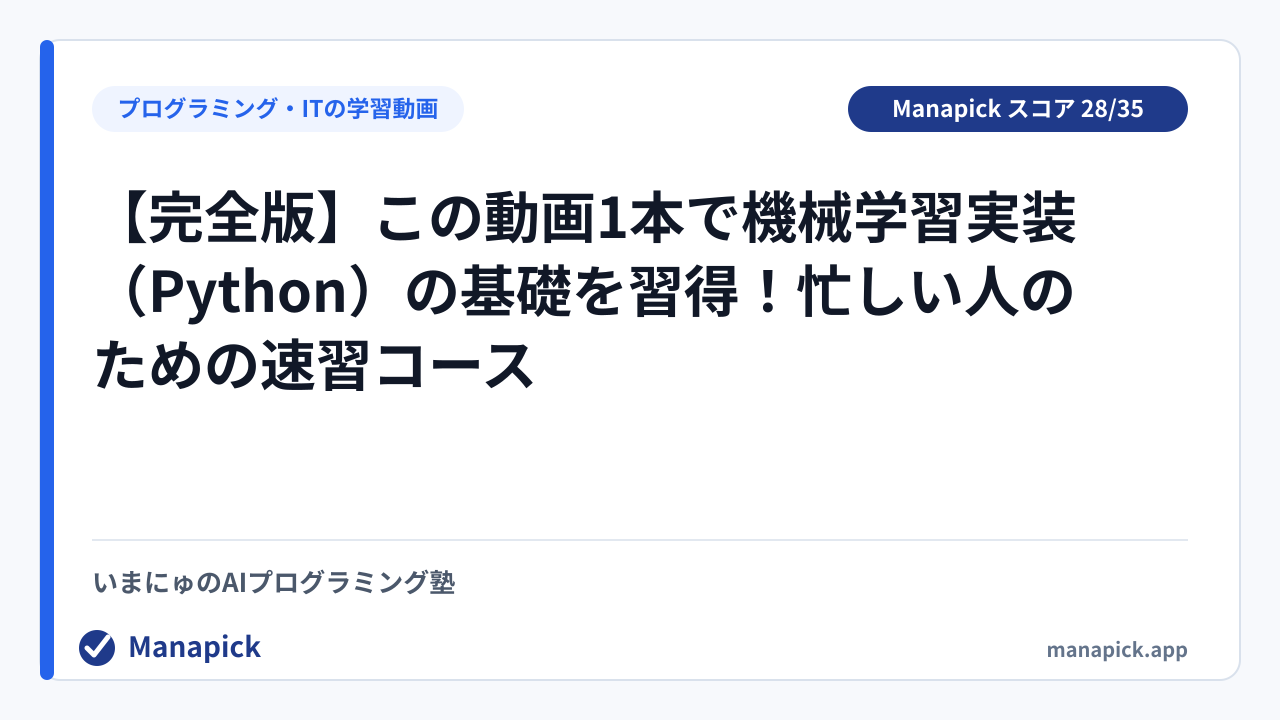 プログラミング・ITの学習動画
Manapick スコア 28/35
【完全版】この動画1本で機械学習実装
（Python）の基礎を習得！忙しい人の
ための速習コース
いまにゅのAIプログラミング塾
Manapick
manapick.app